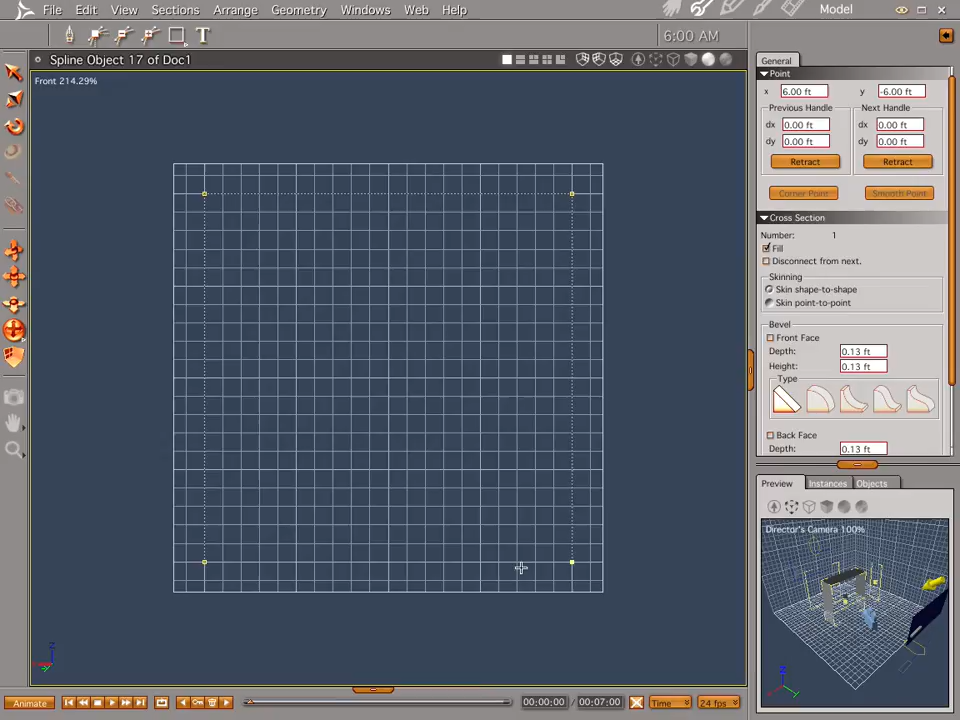 File Edit View Sections Arrange Geometry Windows Web Help Model
T 6:00 AM
Spline Object 17 of Doc1
Front 214.29%
General
Point
x 6.00 ft y -6.00 ft
Previous Handle Next Handle
dx 0.00 ft dx 0.00 ft
dy 0.00 ft dy 0.00 ft
Retract Retract
Corner Point Smooth Point
Cross Section
Number: 1
Fill
Disconnect from next.
Skinning
Skin shape-to-shape
Skin point-to-point
Bevel
Front Face
Depth: 0.13 ft
Height: 0.13 ft
Type
Back Face
Depth: 0.13 ft
Preview Instances Objects
Director's Camera 100%
Z
Z
Animate 00:00:00 / 00:07:00 Time 24 fps